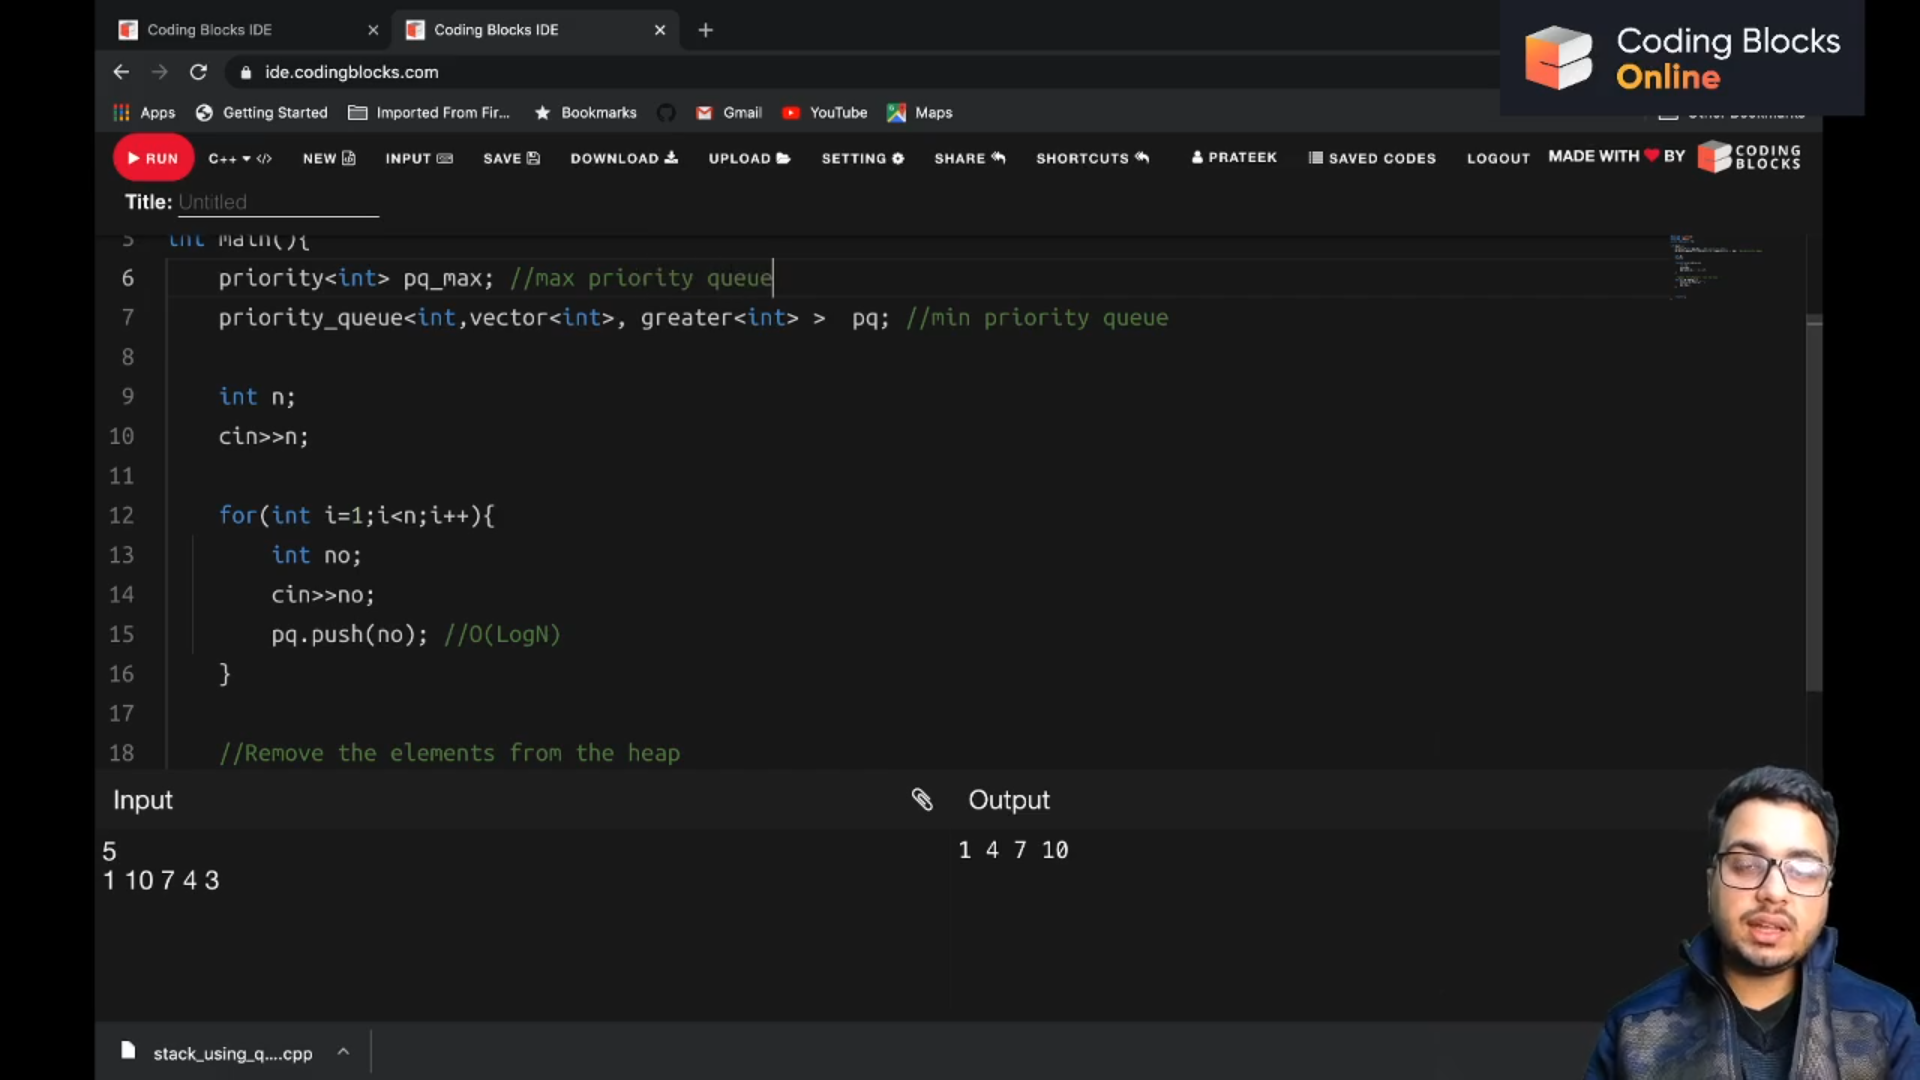 Coding Blocks IDE
Coding Blocks IDE
Coding Blocks
Online
ide.codingblocks.com
Apps
Getting Started
Imported From Fir...
Bookmarks
Gmail
YouTube
Maps
RUN
C++
NEW
INPUT
SAVE
DOWNLOAD
UPLOAD
SETTING
SHARE
SHORTCUTS
PRATEEK
SAVED CODES
LOGOUT
MADE WITH BY
CODING
BLOCKS
Title: Untitled
5 int main(){
6 priority<int> pq_max; //max priority queue
7 priority_queue<int,vector<int>, greater<int> > pq; //min priority queue
8
9 int n;
10 cin>>n;
11
12 for(int i=1;i<n;i++){
13 int no;
14 cin>>no;
15 pq.push(no); //O(LogN)
16 }
17
18 //Remove the elements from the heap
Input
Output
5
1 10 7 4 3
1 4 7 10
stack_using_q....cpp